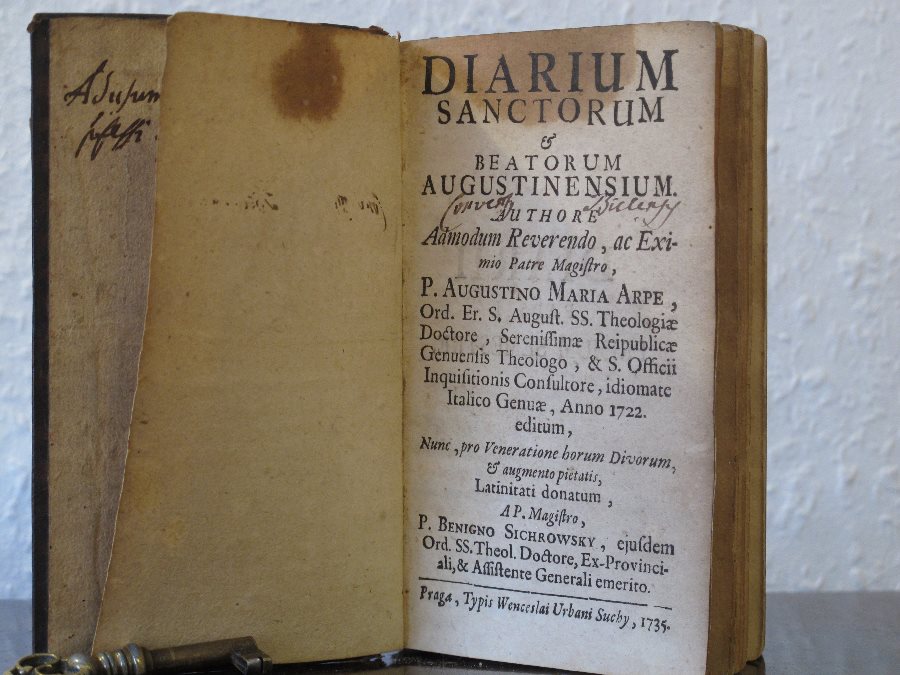 Ad usum
DIARIUM
SANCTORUM
&
BEATORUM
AUGUSTINENSIUM.
AUTHORE
Admodum Reverendo, ac Exi-
mio Patre Magiſtro,
P. AUGUSTINO MARIA ARPE,
Ord. Er. S. Auguſt. SS. Theologiæ
Doctore, Sereniſſimæ Reipublicæ
Genuenſis Theologo, & S. Officii
Inquiſitionis Conſultore, idiomate
Italico Genuæ, Anno 1722.
editum,
Nunc, pro Veneratione horum Divorum,
& augmento pietatis,
Latinitati donatum,
A P. Magiſtro,
P. BENIGNO SICHROWSKY, ejuſdem
Ord. SS. Theol. Doctore, Ex-Provinci-
ali, & Aſſiſtente Generali emerito.
Praga, Typis Wenceslai Urbani Suchy, 1735.